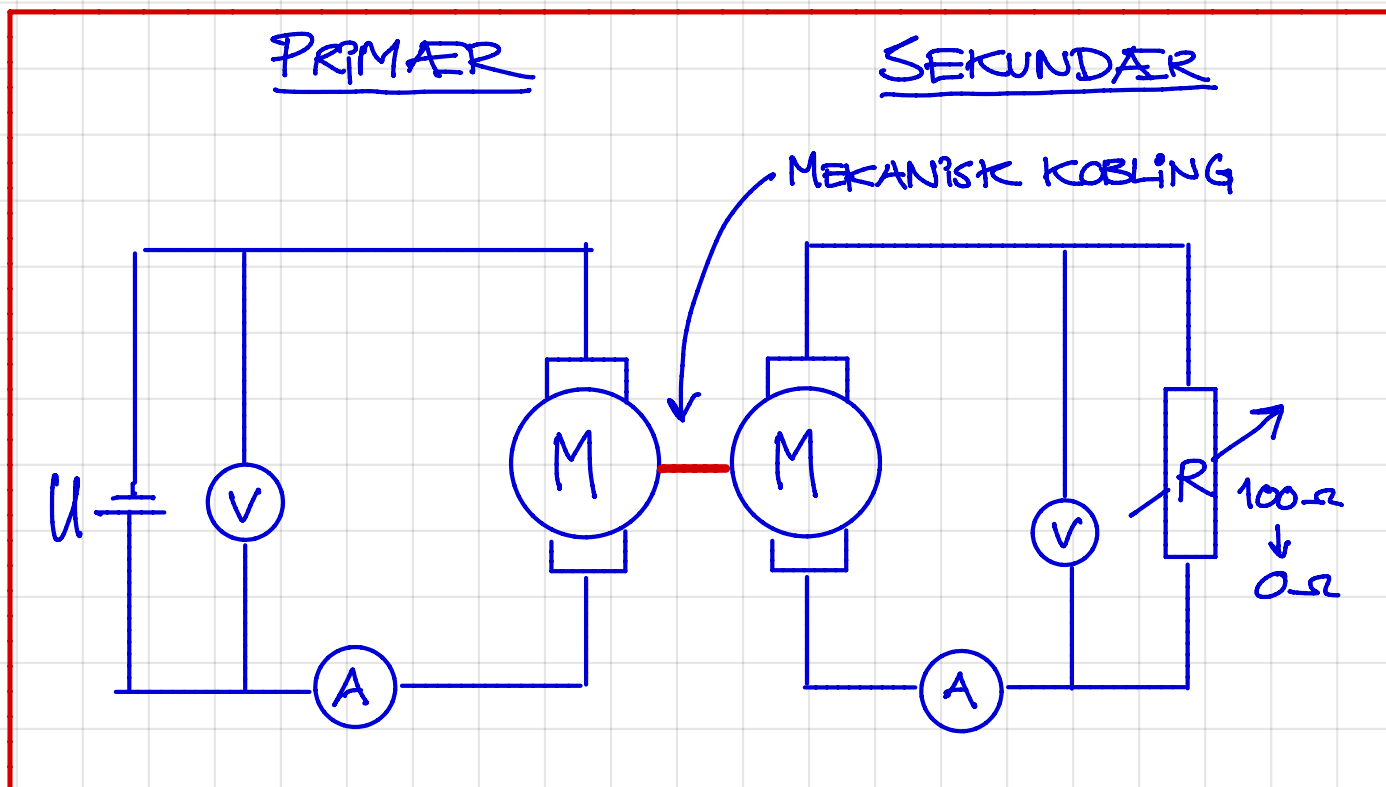 PRIMÆR
SEKUNDÆR
MEKANISK KOBLING
U
V
A
M
M
A
V
R
100Ω
↓
0Ω